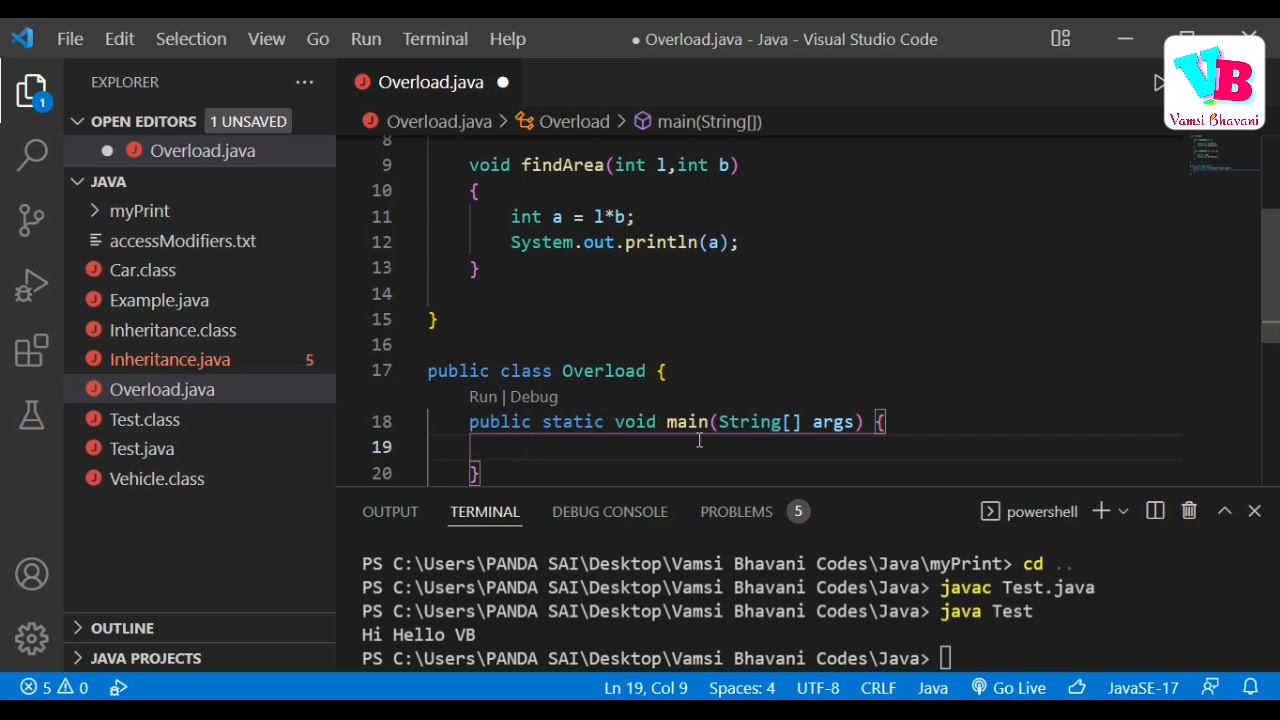 File Edit Selection View Go Run Terminal Help
● Overload.java - Java - Visual Studio Code
VB
Vamsi Bhavani
1
EXPLORER
OPEN EDITORS 1 UNSAVED
Overload.java
JAVA
myPrint
accessModifiers.txt
Car.class
Example.java
Inheritance.class
Inheritance.java 5
Overload.java
Test.class
Test.java
Vehicle.class
OUTLINE
JAVA PROJECTS
Overload.java
Overload.java > Overload > main(String[])
8
9 void findArea(int l,int b)
10 {
11 int a = l*b;
12 System.out.println(a);
13 }
14
15 }
16
17 public class Overload {
Run | Debug
18 public static void main(String[] args) {
19
20 }
OUTPUT TERMINAL DEBUG CONSOLE PROBLEMS 5 powershell
PS C:\Users\PANDA SAI\Desktop\Vamsi Bhavani Codes\Java\myPrint> cd ..
PS C:\Users\PANDA SAI\Desktop\Vamsi Bhavani Codes\Java> javac Test.java
PS C:\Users\PANDA SAI\Desktop\Vamsi Bhavani Codes\Java> java Test
Hi Hello VB
PS C:\Users\PANDA SAI\Desktop\Vamsi Bhavani Codes\Java>
5 0 Ln 19, Col 9 Spaces: 4 UTF-8 CRLF Java Go Live JavaSE-17